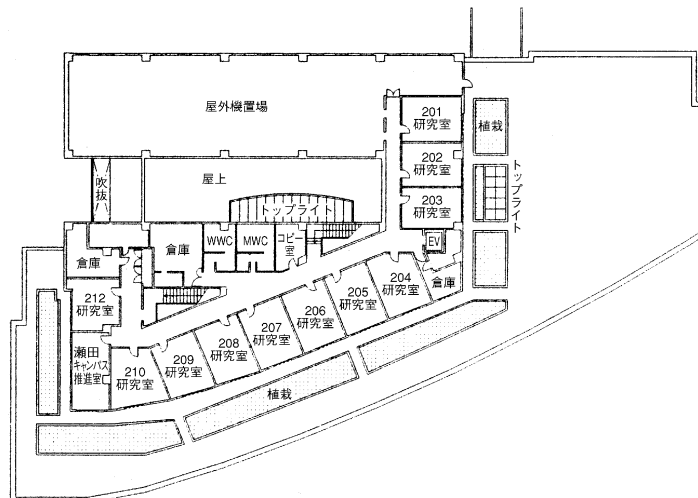 屋外機置場
201
研究室
植栽
202
研究室
吹抜
屋上
203
研究室
トップライト
トップライト
倉庫
WWC
MWC
コピー
室
EV
倉庫
倉庫
212
研究室
204
研究室
205
研究室
206
研究室
207
研究室
208
研究室
209
研究室
210
研究室
瀬田
キャンパス
推進室
植栽